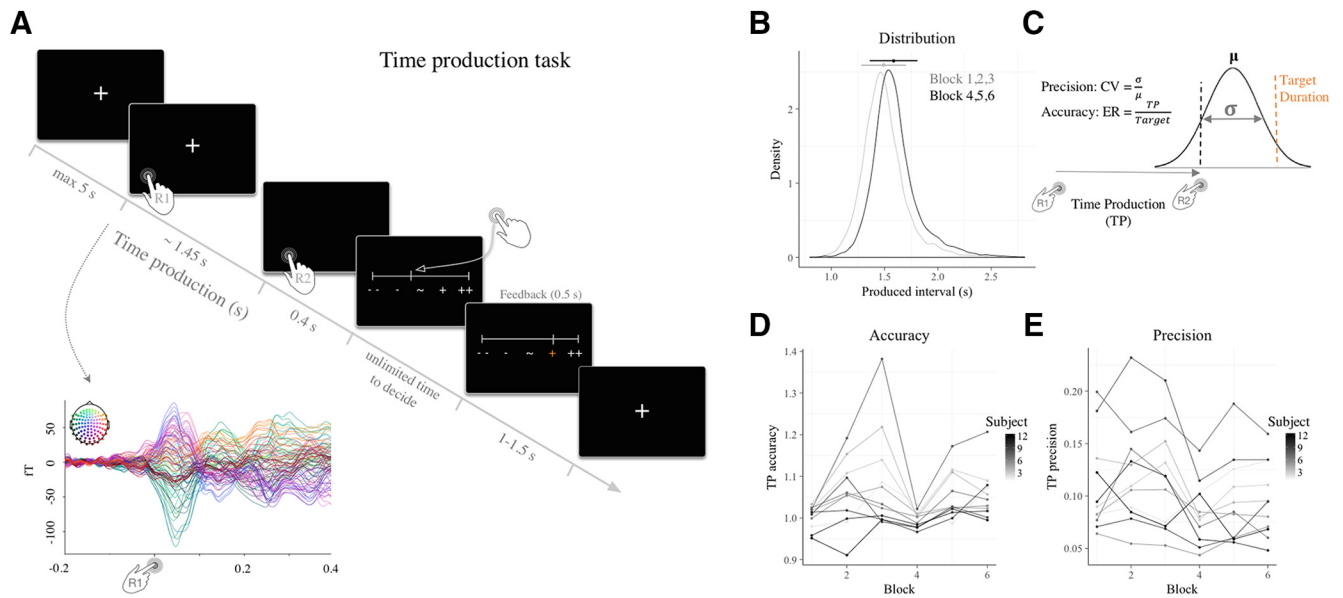 A
Time production task
R1
R2
max 5 s
~ 1.45 s
Time production (s)
0.4 s
unlimited time
to decide
1-1.5 s
- - - ~ + ++
Feedback (0.5 s)
- - - ~ + ++
fT
50
0
-50
-100
-0.2
0.2
0.4
R1
B
Distribution
Block 1,2,3
Block 4,5,6
Density
2
1
0
1.0
1.5
2.0
2.5
Produced interval (s)
C
Precision: CV = σ/μ
Accuracy: ER = TP/Target
μ
σ
Target
Duration
R1
R2
Time Production
(TP)
D
Accuracy
TP accuracy
1.4
1.3
1.2
1.1
1.0
0.9
2
4
6
Block
Subject
12
9
6
3
E
Precision
TP precision
0.20
0.15
0.10
0.05
2
4
6
Block
Subject
12
9
6
3